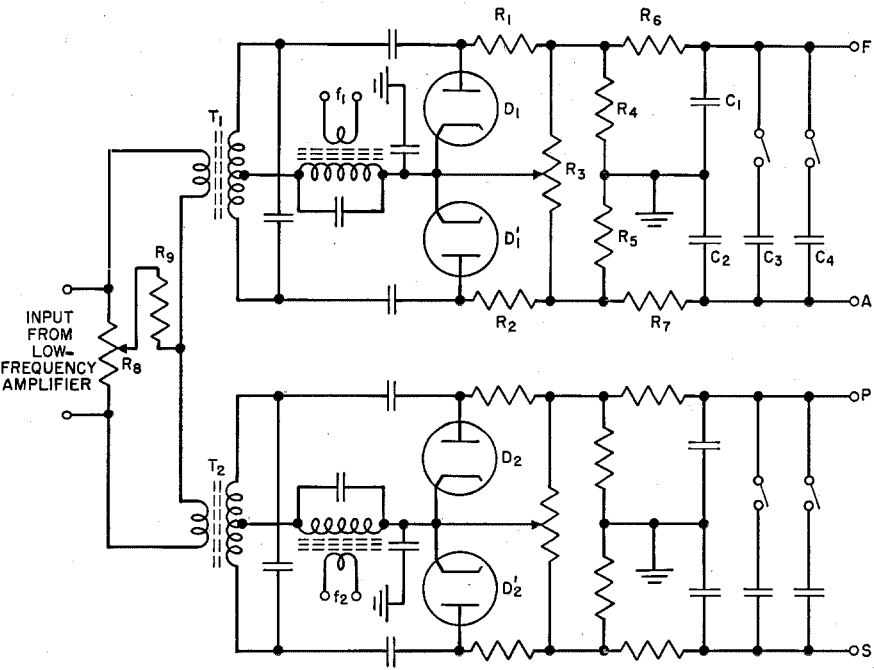 R1
R6
F
T1
f1
D1
R4
C1
R3
D1'
R5
R9
C2
C3
C4
R2
R7
A
INPUT
FROM
LOW-
FREQUENCY
AMPLIFIER
R8
P
T2
D2
f2
D2'
S